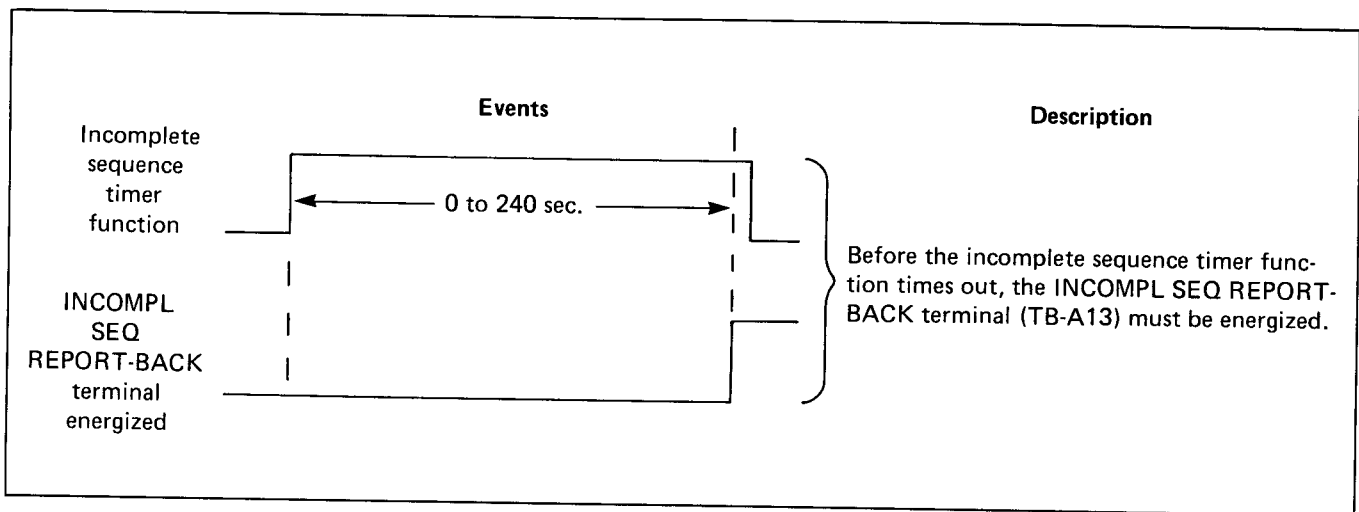 Events
Description
Incomplete
sequence
timer
function
0 to 240 sec.
INCOMPL
SEQ
REPORT-BACK
terminal
energized
Before the incomplete sequence timer func-
tion times out, the INCOMPL SEQ REPORT-
BACK terminal (TB-A13) must be energized.